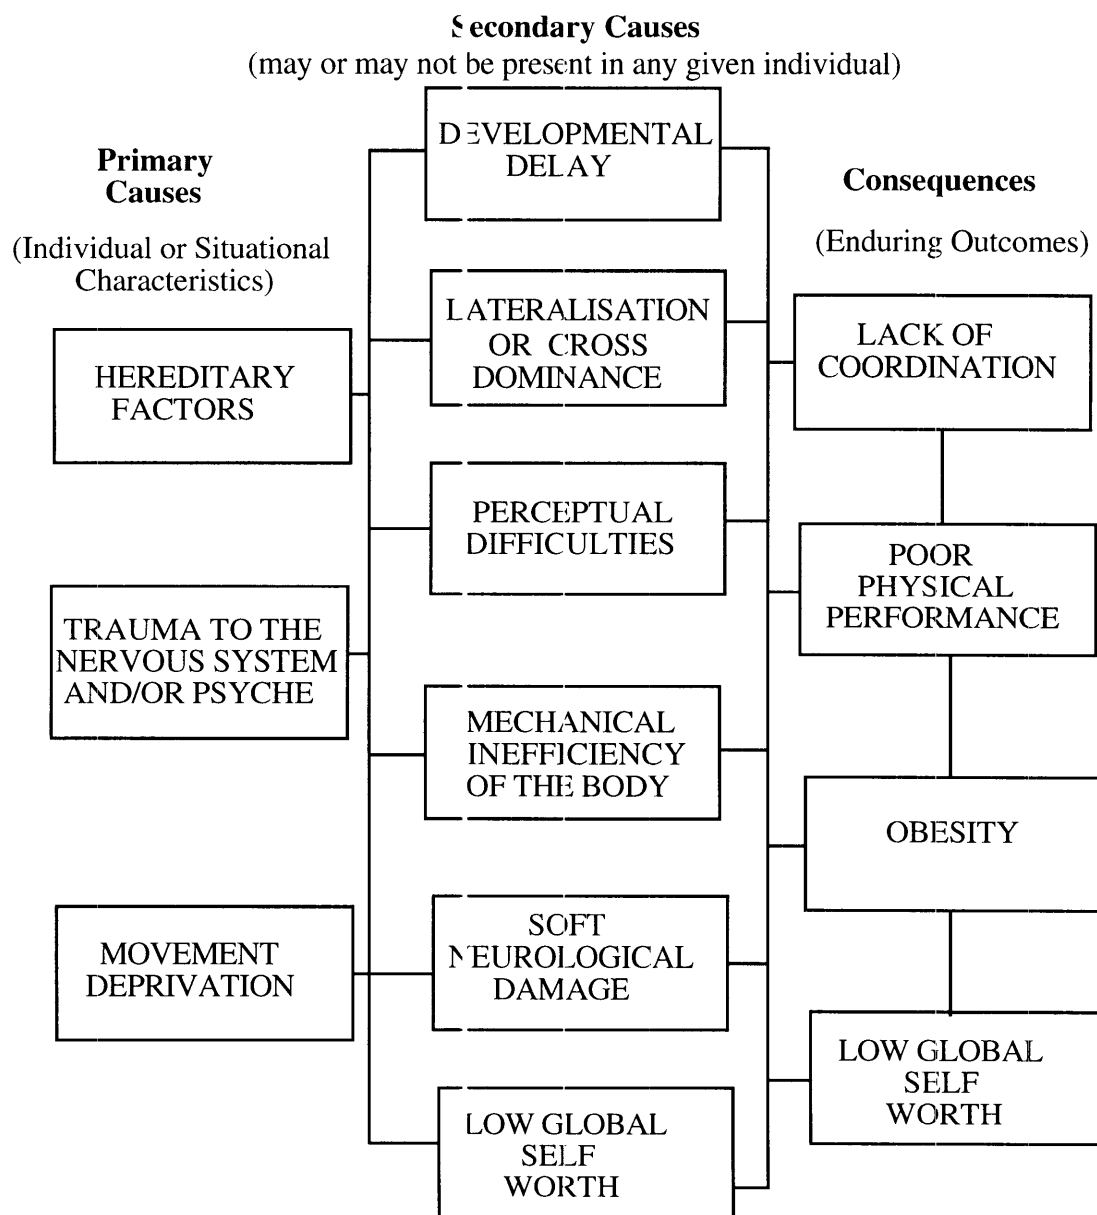 Secondary Causes
(may or may not be present in any given individual)
Primary
Causes
(Individual or Situational
Characteristics)
HEREDITARY
FACTORS
TRAUMA TO THE
NERVOUS SYSTEM
AND/OR PSYCHE
MOVEMENT
DEPRIVATION
DEVELOPMENTAL
DELAY
LATERALISATION
OR CROSS
DOMINANCE
PERCEPTUAL
DIFFICULTIES
MECHANICAL
INEFFICIENCY
OF THE BODY
SOFT
NEUROLOGICAL
DAMAGE
LOW GLOBAL
SELF
WORTH
Consequences
(Enduring Outcomes)
LACK OF
COORDINATION
POOR
PHYSICAL
PERFORMANCE
OBESITY
LOW GLOBAL
SELF
WORTH